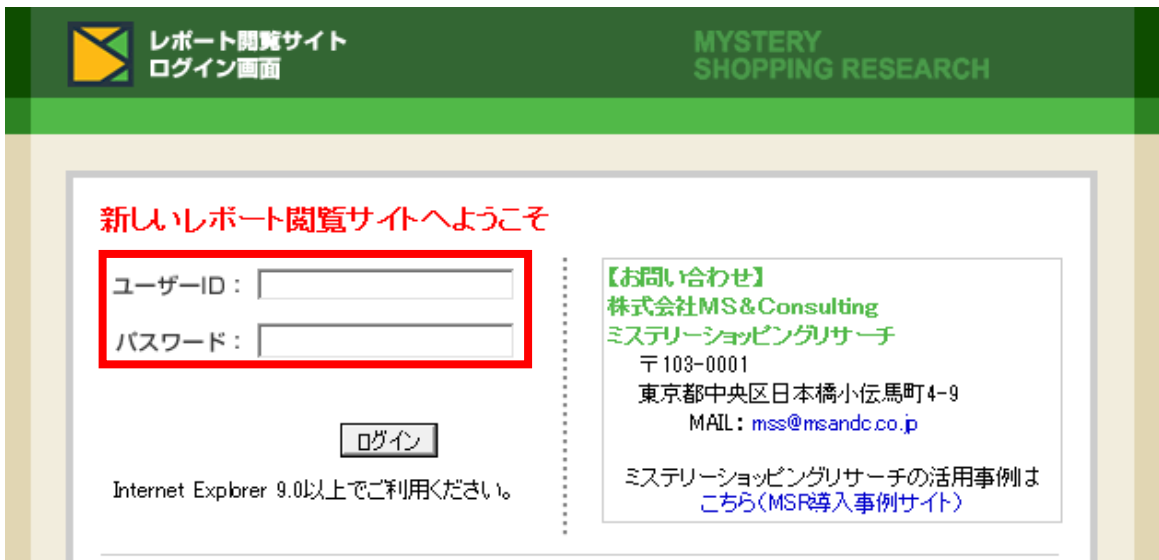 レポート閲覧サイト
ログイン画面
MYSTERY
SHOPPING RESEARCH
新しいレポート閲覧サイトへようこそ
ユーザーID：
パスワード：
ログイン
Internet Explorer 9.0以上でご利用ください。
【お問い合わせ】
株式会社MS&Consulting
ミステリーショッピングリサーチ
〒103-0001
東京都中央区日本橋小伝馬町4-9
MAIL：mss@msandc.co.jp
ミステリーショッピングリサーチの活用事例は
こちら(MSR導入事例サイト)